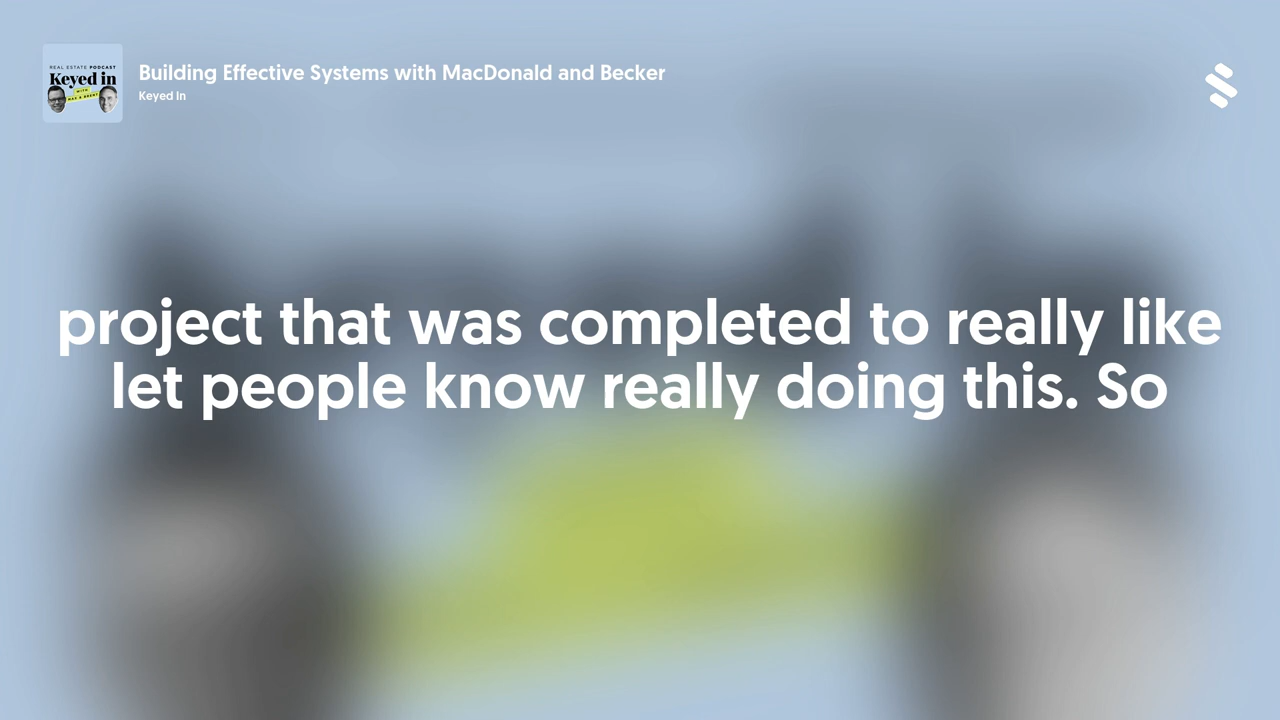 REAL ESTATE PODCAST
Keyed in
WITH
MAX & BRENT
Building Effective Systems with MacDonald and Becker
Keyed In
project that was completed to really like
let people know really doing this. So